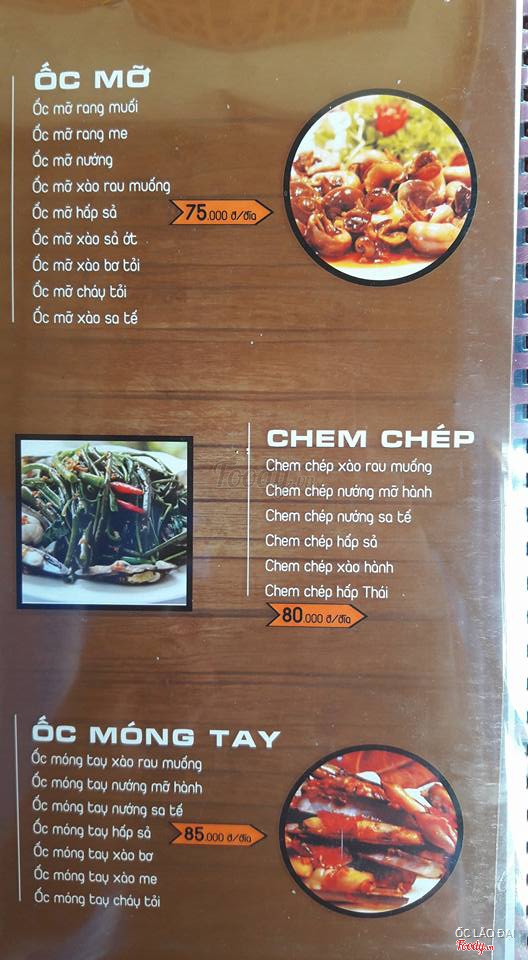 ỐC MỠ
Ốc mỡ rang muối
Ốc mỡ rang me
Ốc mỡ nướng
Ốc mỡ xào rau muống
Ốc mỡ hấp sả
75.000 đ/đĩa
Ốc mỡ xào sả ớt
Ốc mỡ xào bơ tỏi
Ốc mỡ cháy tỏi
Ốc mỡ xào sa tế
CHEM CHÉP
Chem chép xào rau muống
Chem chép nướng mỡ hành
Chem chép nướng sa tế
Chem chép hấp sả
Chem chép xào hành
Chem chép hấp Thái
80.000 đ/đĩa
Foody.vn
ỐC MÓNG TAY
Ốc móng tay xào rau muống
Ốc móng tay nướng mỡ hành
Ốc móng tay nướng sa tế
Ốc móng tay hấp sả
85.000 đ/đĩa
Ốc móng tay xào bơ
Ốc móng tay xào me
Ốc móng tay cháy tỏi
ỐC LÃO ĐẠI
Foody.vn